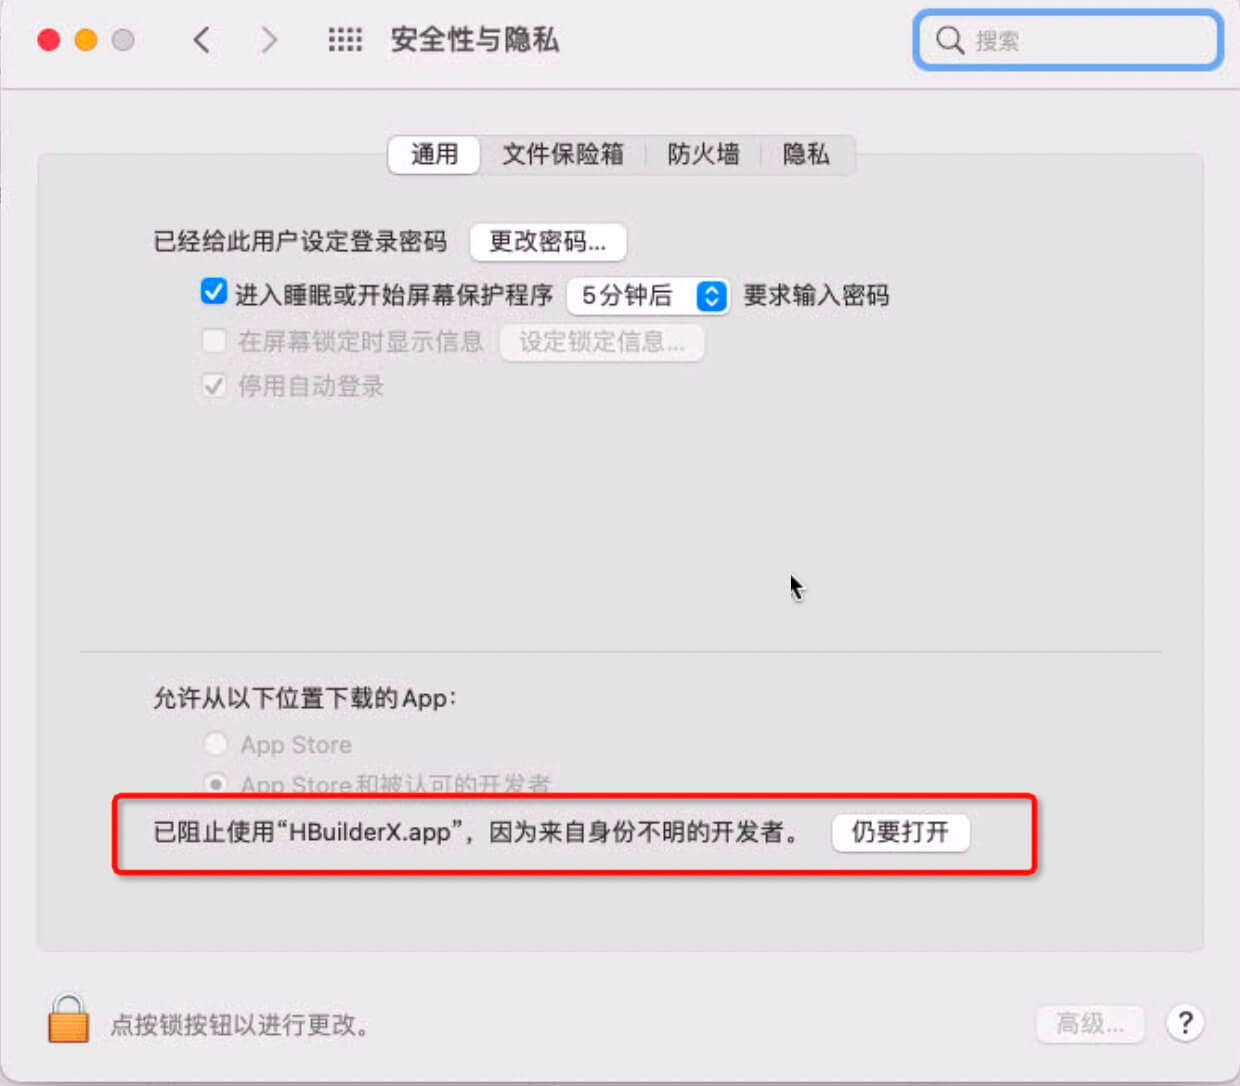 安全性与隐私
搜索
通用 文件保险箱 防火墙 隐私
已经给此用户设定登录密码 更改密码...
进入睡眠或开始屏幕保护程序 5分钟后 要求输入密码
在屏幕锁定时显示信息 设定锁定信息...
停用自动登录
允许从以下位置下载的App：
App Store
App Store和被认可的开发者
已阻止使用“HBuilderX.app”，因为来自身份不明的开发者。 仍要打开
点按锁按钮以进行更改。
高级... ?